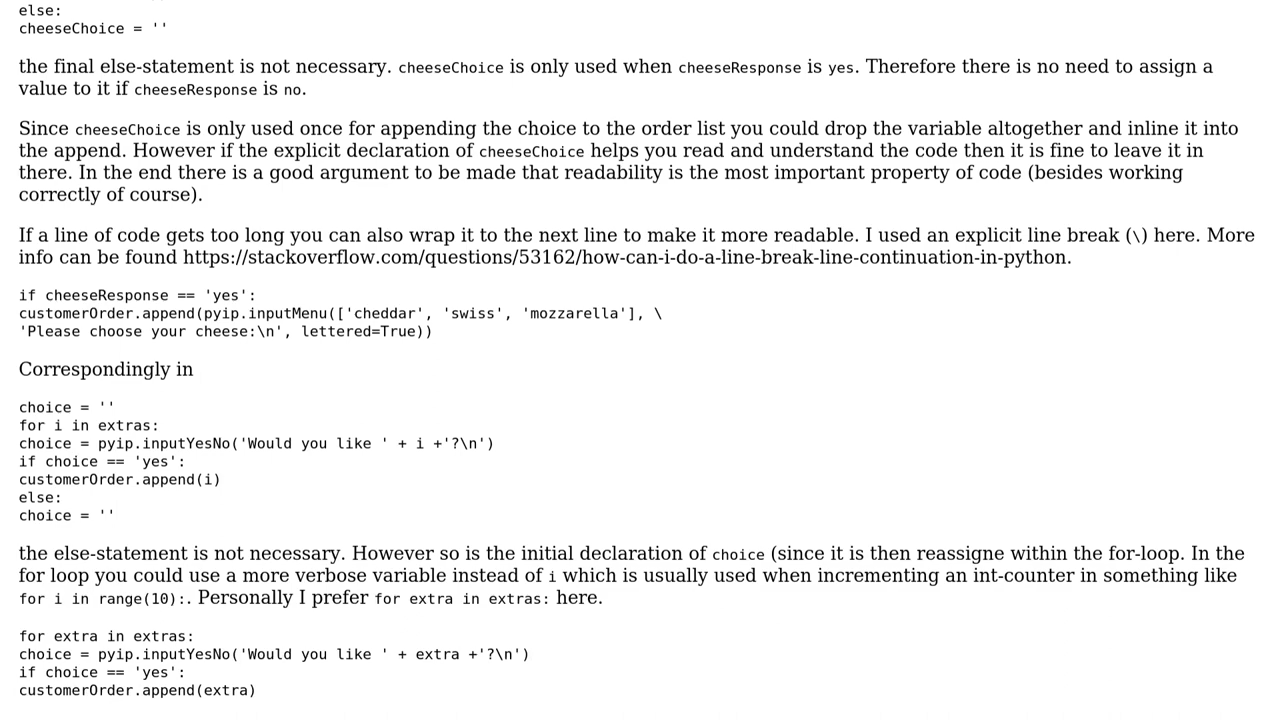 else:
cheeseChoice = ''
the final else-statement is not necessary. cheeseChoice is only used when cheeseResponse is yes. Therefore there is no need to assign a
value to it if cheeseResponse is no.
Since cheeseChoice is only used once for appending the choice to the order list you could drop the variable altogether and inline it into
the append. However if the explicit declaration of cheeseChoice helps you read and understand the code then it is fine to leave it in
there. In the end there is a good argument to be made that readability is the most important property of code (besides working
correctly of course).
If a line of code gets too long you can also wrap it to the next line to make it more readable. I used an explicit line break (\) here. More
info can be found https://stackoverflow.com/questions/53162/how-can-i-do-a-line-break-line-continuation-in-python.
if cheeseResponse == 'yes':
customerOrder.append(pyip.inputMenu(['cheddar', 'swiss', 'mozzarella'], \
'Please choose your cheese:\n', lettered=True))
Correspondingly in
choice = ''
for i in extras:
choice = pyip.inputYesNo('Would you like ' + i +'?\n')
if choice == 'yes':
customerOrder.append(i)
else:
choice = ''
the else-statement is not necessary. However so is the initial declaration of choice (since it is then reassigne within the for-loop. In the
for loop you could use a more verbose variable instead of i which is usually used when incrementing an int-counter in something like
for i in range(10):. Personally I prefer for extra in extras: here.
for extra in extras:
choice = pyip.inputYesNo('Would you like ' + extra +'?\n')
if choice == 'yes':
customerOrder.append(extra)